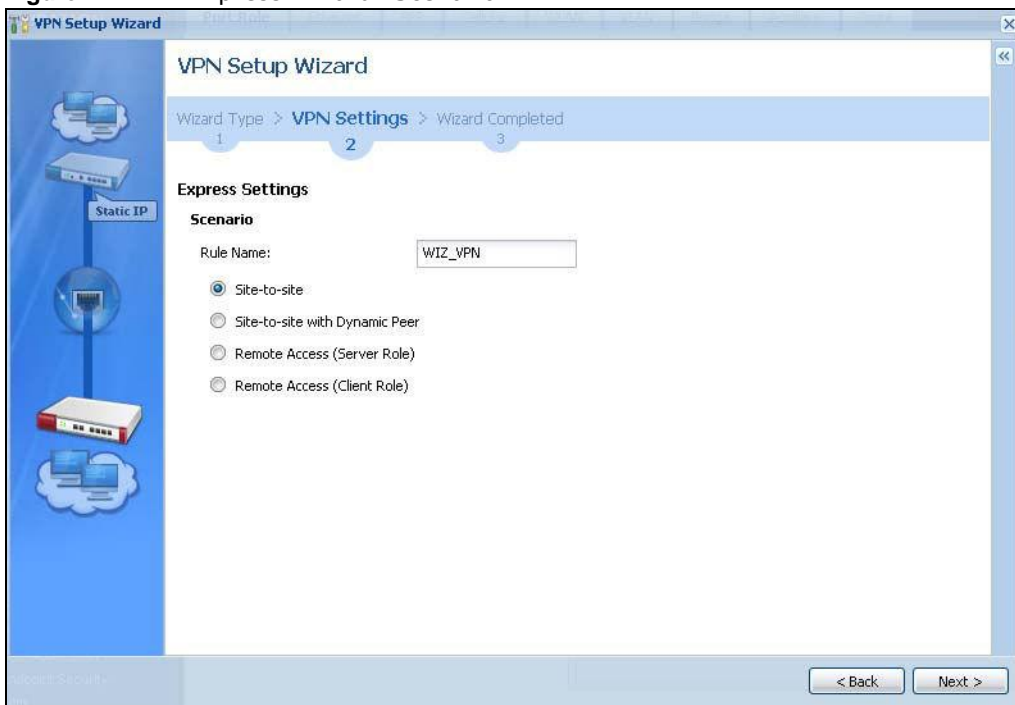 VPN Setup Wizard
VPN Setup Wizard
Wizard Type > VPN Settings > Wizard Completed
1 2 3
Static IP
Express Settings
Scenario
Rule Name: WIZ_VPN
Site-to-site
Site-to-site with Dynamic Peer
Remote Access (Server Role)
Remote Access (Client Role)
< Back Next >